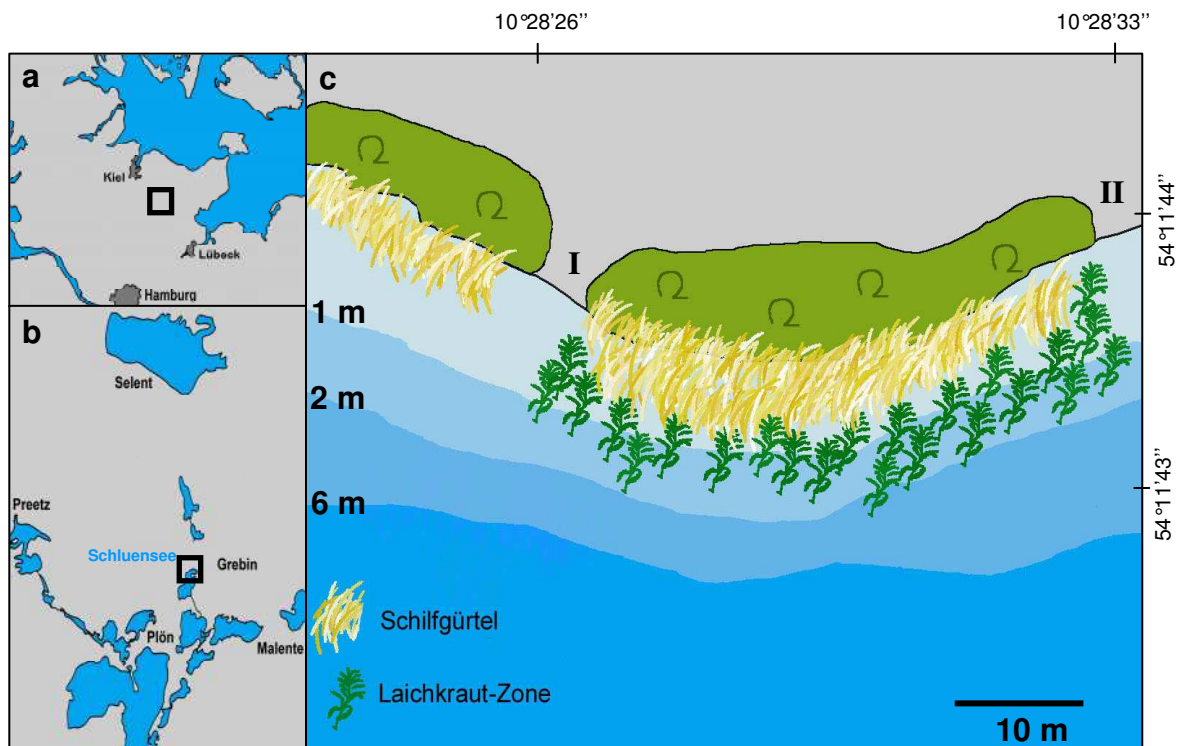 10°28'26’’
10°28'33’’
a
Kiel
Lübeck
Hamburg
b
Selent
Preetz
Schluensee
Grebin
Plön
Malente
c
I
II
1 m
2 m
6 m
Schilfgürtel
Laichkraut-Zone
10 m
54°11'44’’
54°11'43’’